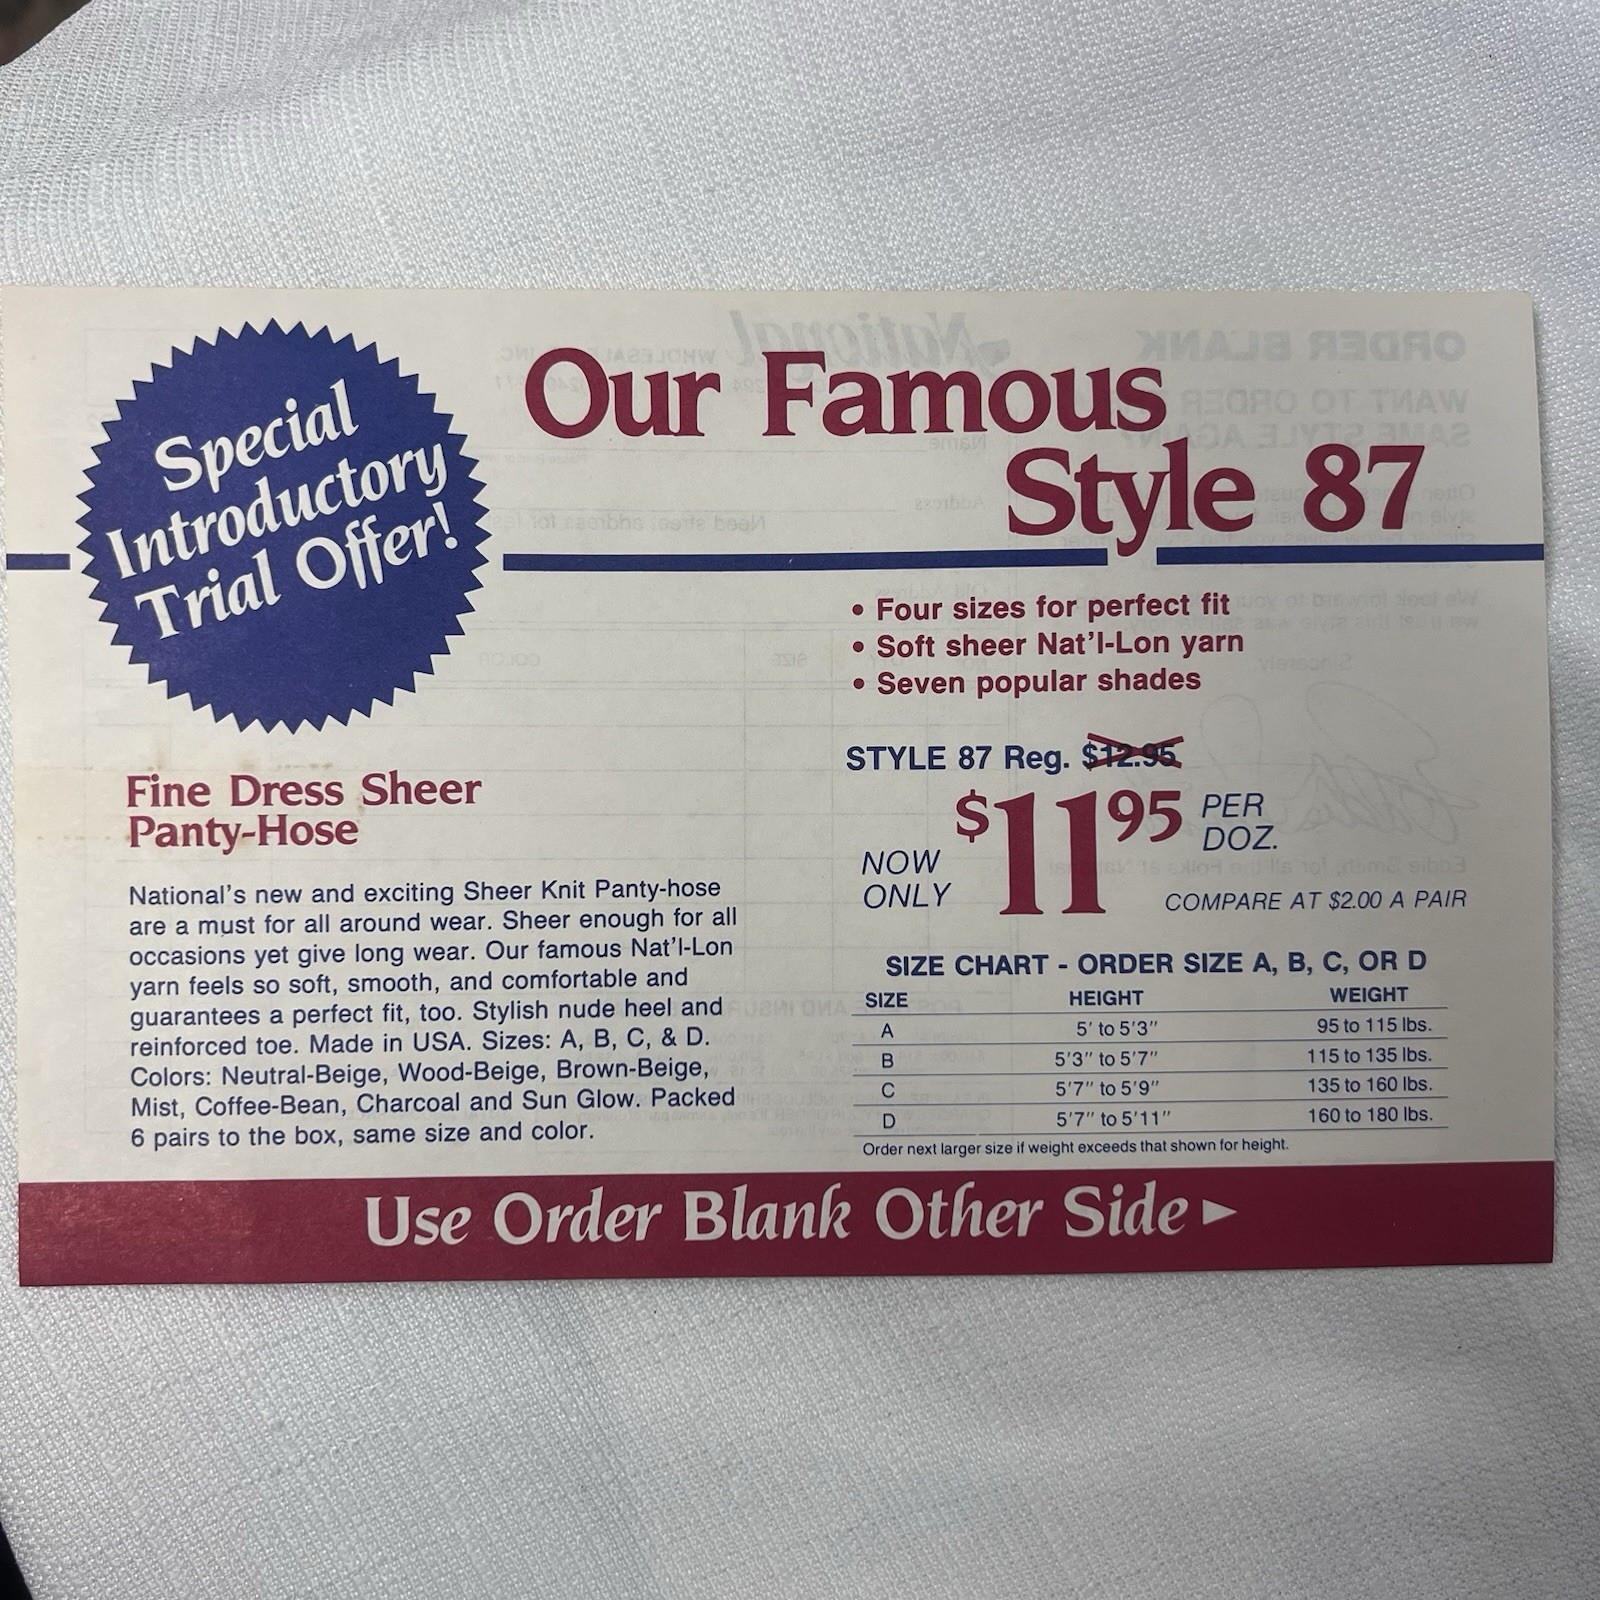 Special
Introductory
Trial Offer!
Our Famous
Style 87
• Four sizes for perfect fit
• Soft sheer Nat'l-Lon yarn
• Seven popular shades
STYLE 87 Reg. $12.95
NOW ONLY $11.95 PER DOZ.
COMPARE AT $2.00 A PAIR
Fine Dress Sheer
Panty-Hose
National's new and exciting Sheer Knit Panty-hose
are a must for all around wear. Sheer enough for all
occasions yet give long wear. Our famous Nat'l-Lon
yarn feels so soft, smooth, and comfortable and
guarantees a perfect fit, too. Stylish nude heel and
reinforced toe. Made in USA. Sizes: A, B, C, & D.
Colors: Neutral-Beige, Wood-Beige, Brown-Beige,
Mist, Coffee-Bean, Charcoal and Sun Glow. Packed
6 pairs to the box, same size and color.
SIZE CHART - ORDER SIZE A, B, C, OR D
SIZE HEIGHT WEIGHT
A 5' to 5'3" 95 to 115 lbs.
B 5'3" to 5'7" 115 to 135 lbs.
C 5'7" to 5'9" 135 to 160 lbs.
D 5'7" to 5'11" 160 to 180 lbs.
Order next larger size if weight exceeds that shown for height.
Use Order Blank Other Side ►